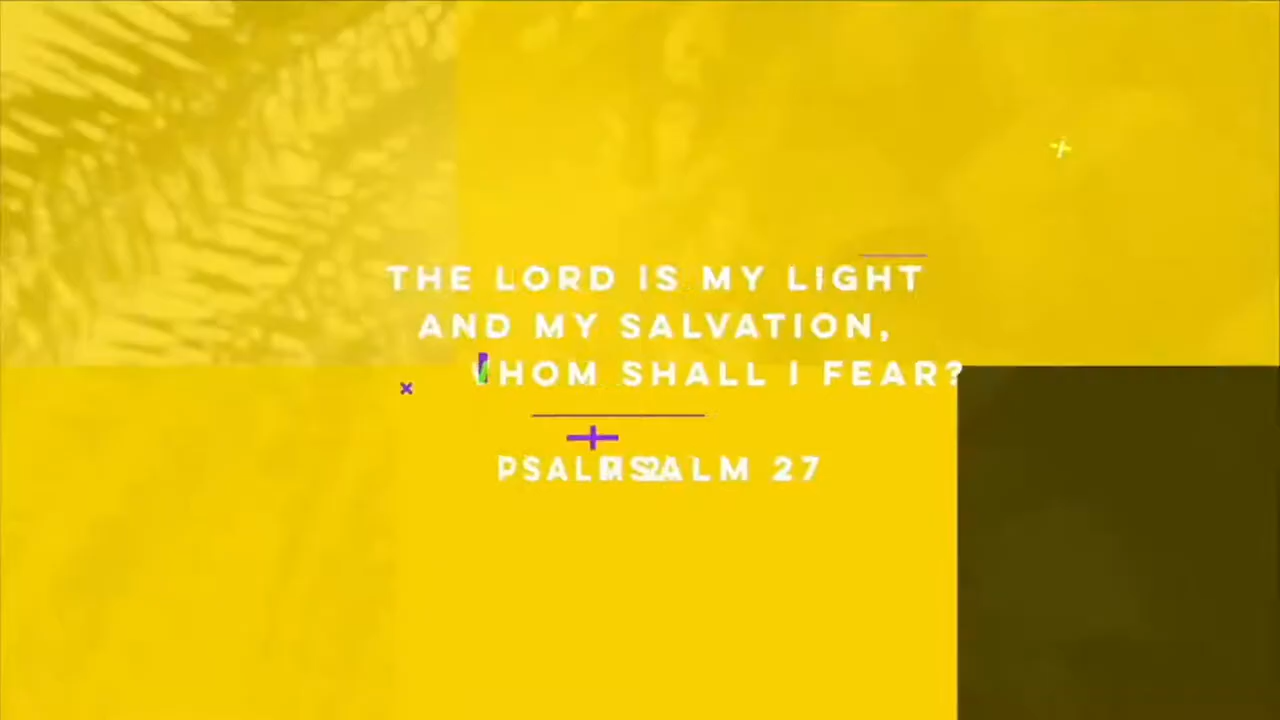 THE LORD IS MY LIGHT
AND MY SALVATION,
WHOM SHALL I FEAR?
PSALM 27